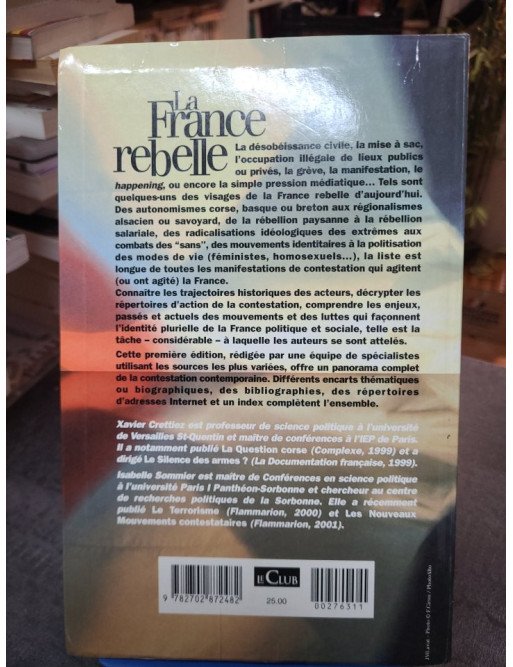 La
France
rebelle
La désobéissance civile, la mise à sac,
l'occupation illégale de lieux publics
ou privés, la grève, la manifestation, le
happening, ou encore la simple pression médiatique... Tels sont
quelques-uns des visages de la France rebelle d'aujourd'hui.
Des autonomismes corse, basque ou breton aux régionalismes
alsacien ou savoyard, de la rébellion paysanne à la rébellion
salariale, des radicalisations idéologiques des extrêmes aux
combats des "sans", des mouvements identitaires à la politisation
des modes de vie (féministes, homosexuels...), la liste est
longue de toutes les manifestations de contestation qui agitent
(ou ont agité) la France.
Connaître les trajectoires historiques des acteurs, décrypter les
répertoires d'action de la contestation, comprendre les enjeux,
passés et actuels des mouvements et des luttes qui façonnent
l'identité plurielle de la France politique et sociale, telle est la
tâche – considérable – à laquelle les auteurs se sont attelés.
Cette première édition, rédigée par une équipe de spécialistes
utilisant les sources les plus variées, offre un panorama complet
de la contestation contemporaine. Différents encarts thématiques
ou biographiques, des bibliographies, des répertoires
d'adresses Internet et un index complètent l'ensemble.
Xavier Crettiez est professeur de science politique à l'université
de Versailles St-Quentin et maître de conférences à l'IEP de Paris.
Il a notamment publié La Question corse (Complexe, 1999) et a
dirigé Le Silence des armes ? (La Documentation française, 1999).
Isabelle Sommier est maître de Conférences en science politique
à l'université Paris I Panthéon-Sorbonne et chercheur au centre
de recherches politiques de la Sorbonne. Elle a récemment
publié Le Terrorisme (Flammarion, 2000) et Les Nouveaux
Mouvements contestataires (Flammarion, 2001).
LE CLUB
25.00
9 782702 872482
00276311